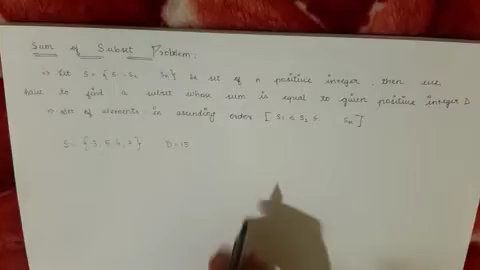 Sum of Subset Problem:
⇒ Let S = {S1, S2 ... Sn} be set of n positive integer, then we
have to find a subset whose sum is equal to given positive integer D
⇒ set of elements in asending order [ S1 ≤ S2 ≤ ... Sn ]
S = {3, 5, 6, 7} D = 15